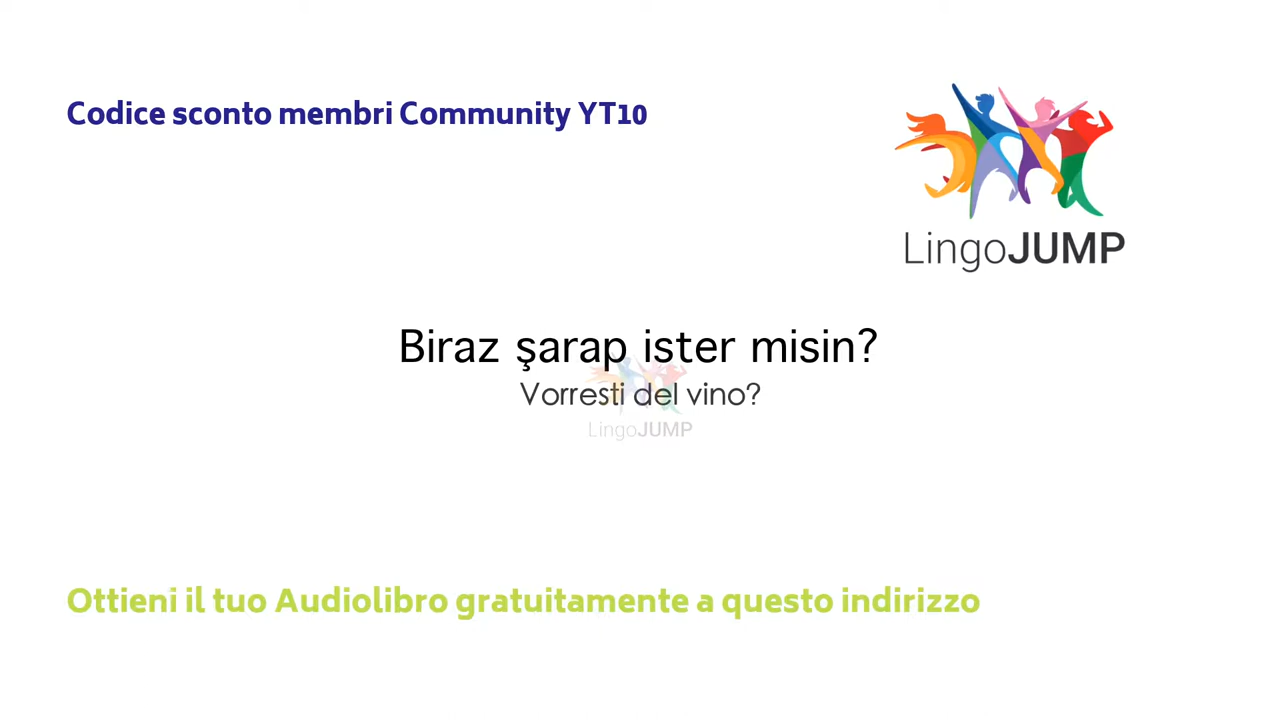 Codice sconto membri Community YT10
LingoJUMP
Biraz şarap ister misin?
Vorresti del vino?
LingoJUMP
Ottieni il tuo Audiolibro gratuitamente a questo indirizzo